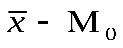 x̅ - M₀